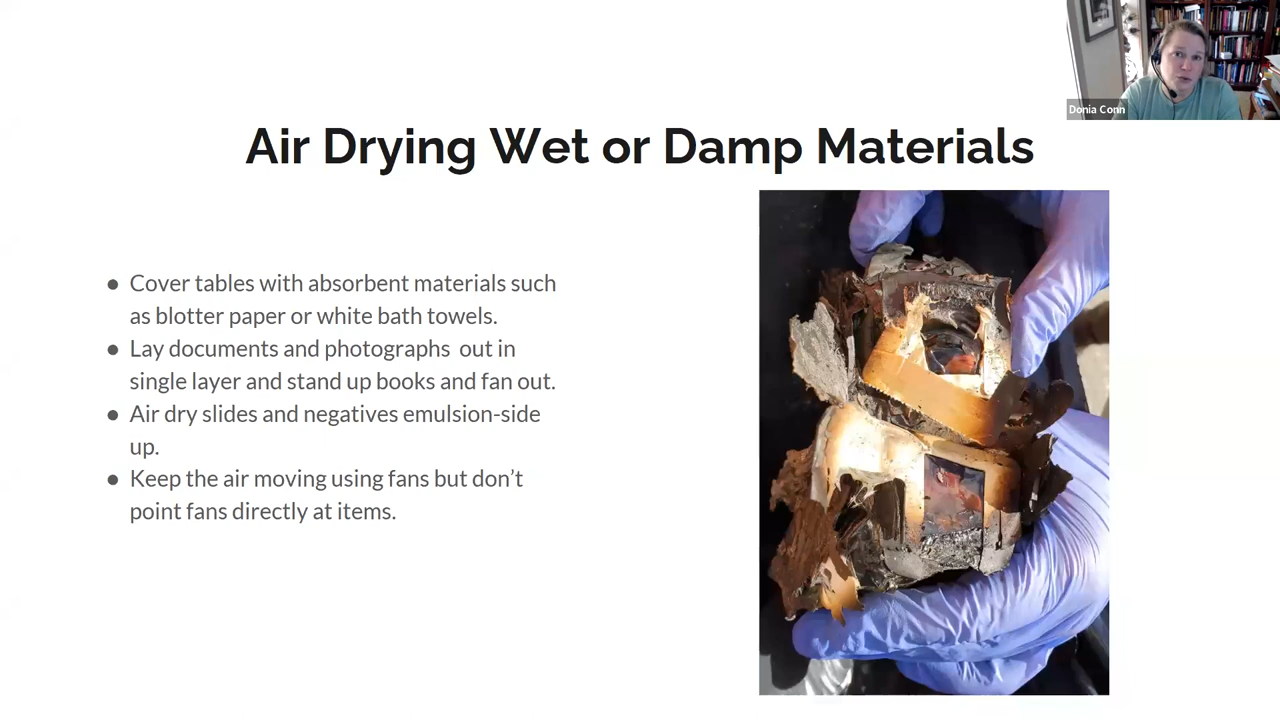 Donia Conn
Air Drying Wet or Damp Materials
● Cover tables with absorbent materials such
as blotter paper or white bath towels.
● Lay documents and photographs  out in
single layer and stand up books and fan out.
● Air dry slides and negatives emulsion-side
up.
● Keep the air moving using fans but don’t
point fans directly at items.